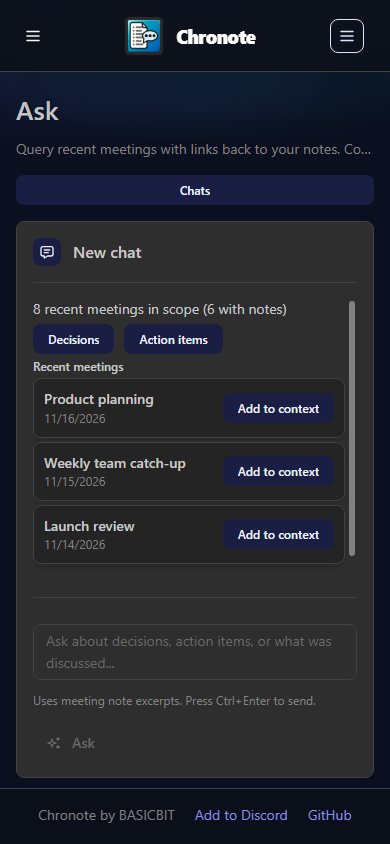 Chronote
Ask
Query recent meetings with links back to your notes. Co...
Chats
New chat
8 recent meetings in scope (6 with notes)
Decisions
Action items
Recent meetings
Product planning
11/16/2026
Add to context
Weekly team catch-up
11/15/2026
Add to context
Launch review
11/14/2026
Add to context
Ask about decisions, action items, or what was
discussed...
Uses meeting note excerpts. Press Ctrl+Enter to send.
Ask
Chronote by BASICBIT Add to Discord GitHub